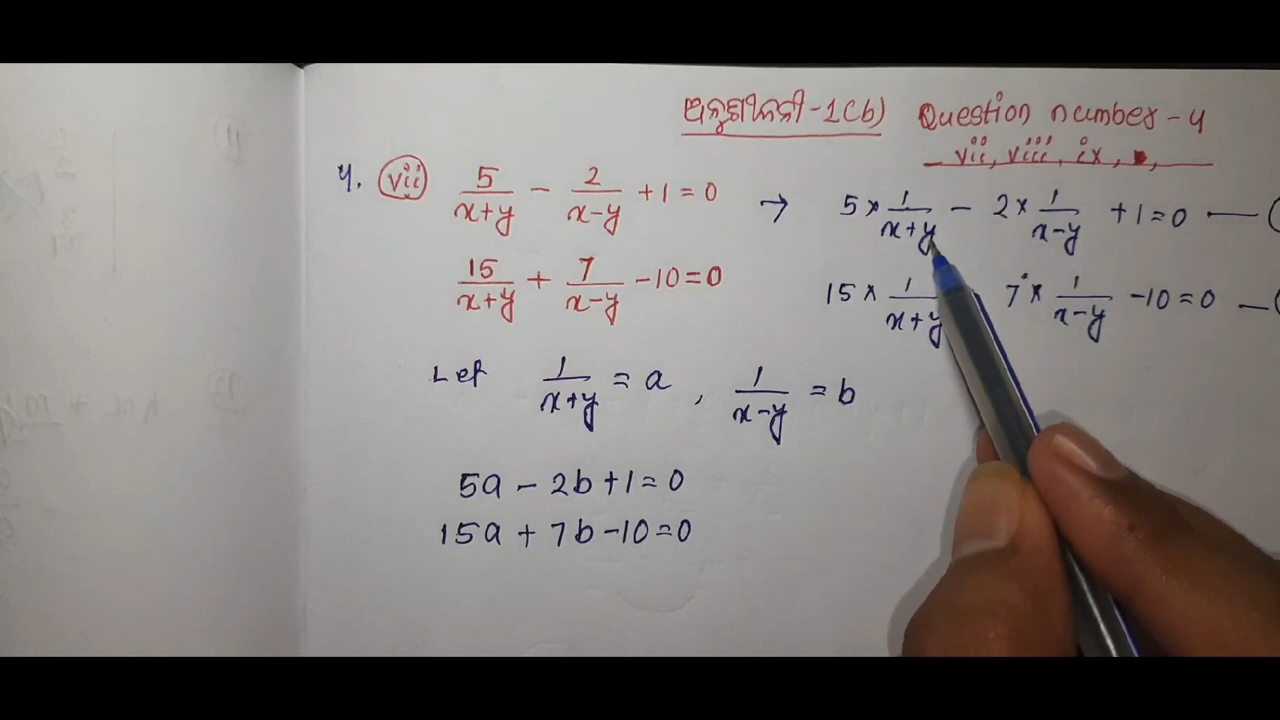 ଅନୁଶୀଳନୀ-1(b) Question number-4
vii, viii, ix,
4. vii 5/(x+y) - 2/(x-y) +1=0 → 5×1/(x+y) - 2×1/(x-y) +1=0
15/(x+y) + 7/(x-y) -10=0 15×1/(x+y) 7×1/(x-y) -10=0
Let 1/(x+y) = a, 1/(x-y) = b
5a - 2b+1=0
15a + 7b-10=0